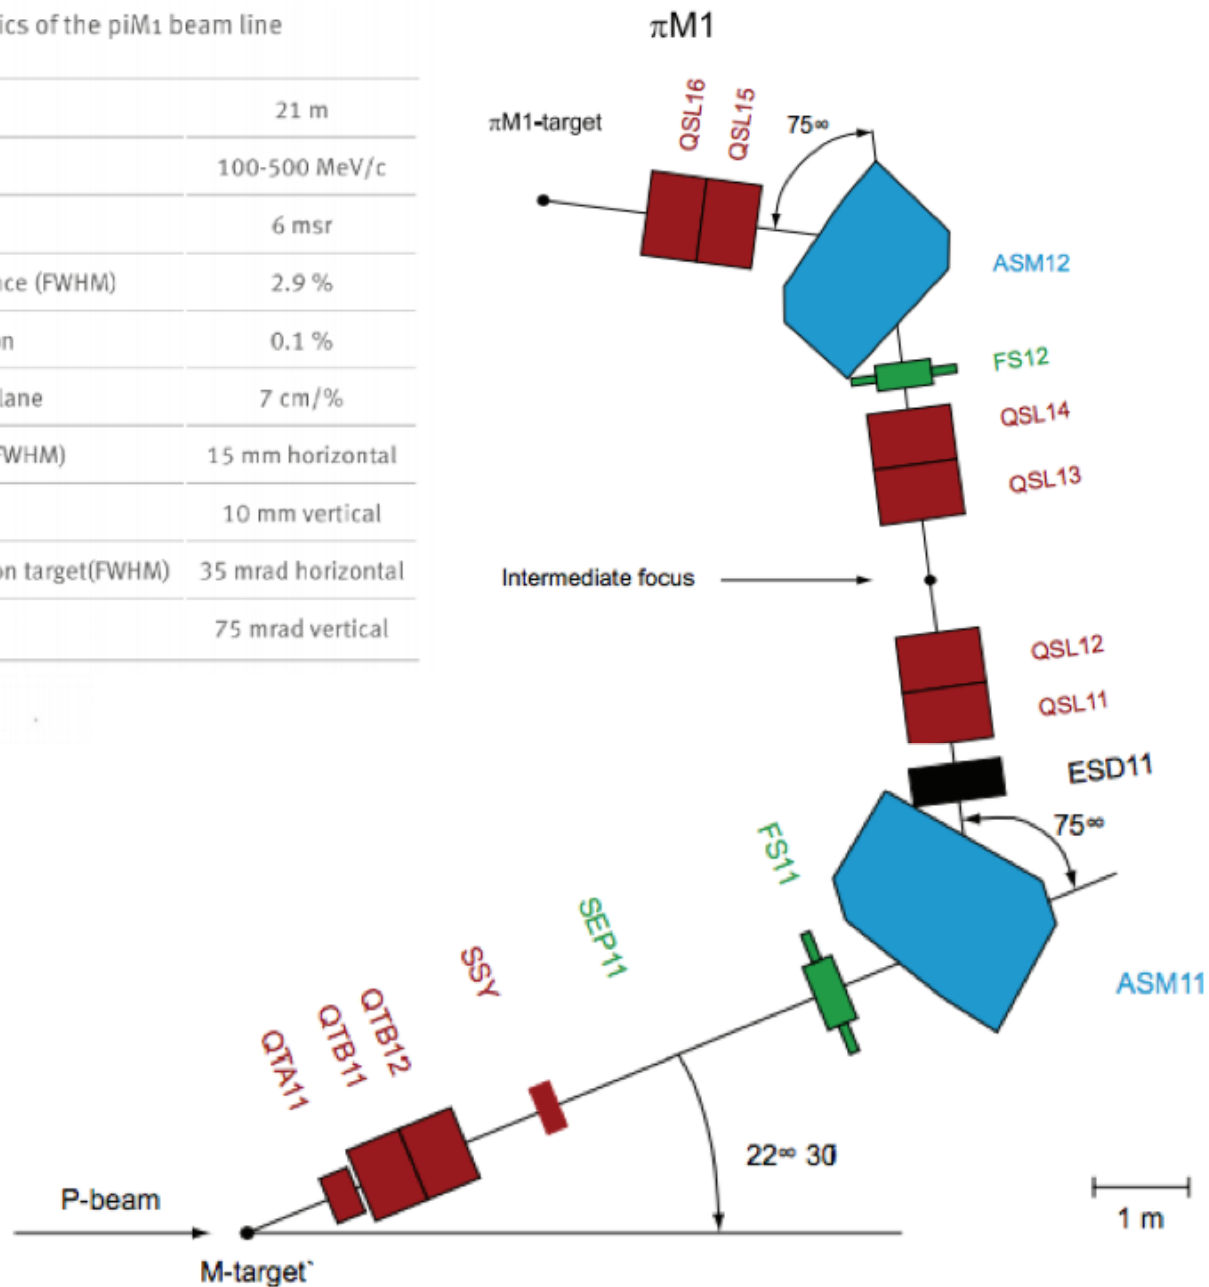 ics of the piM1 beam line
21 m
100-500 MeV/c
6 msr
ce (FWHM) 2.9 %
n 0.1 %
lane 7 cm/%
FWHM) 15 mm horizontal
10 mm vertical
on target(FWHM) 35 mrad horizontal
75 mrad vertical
πM1
πM1-target
QSL16
QSL15
75∞
ASM12
FS12
QSL14
QSL13
Intermediate focus
QSL12
QSL11
ESD11
75∞
FS11
SEP11
SSY
ASM11
QTB12
QTB11
QTA11
22∞ 30
P-beam
1 m
M-target`